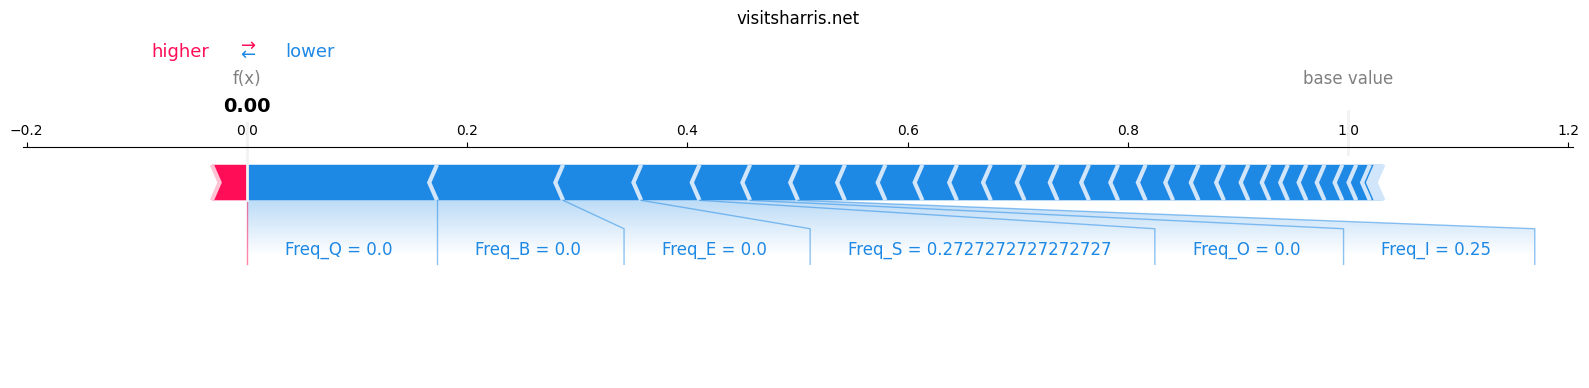 visitsharris.net
higher ⇄ lower
f(x) base value
0.00
−0.2 0.0 0.2 0.4 0.6 0.8 1.0 1.2
Freq_Q = 0.0 Freq_B = 0.0 Freq_E = 0.0 Freq_S = 0.2727272727272727 Freq_O = 0.0 Freq_I = 0.25